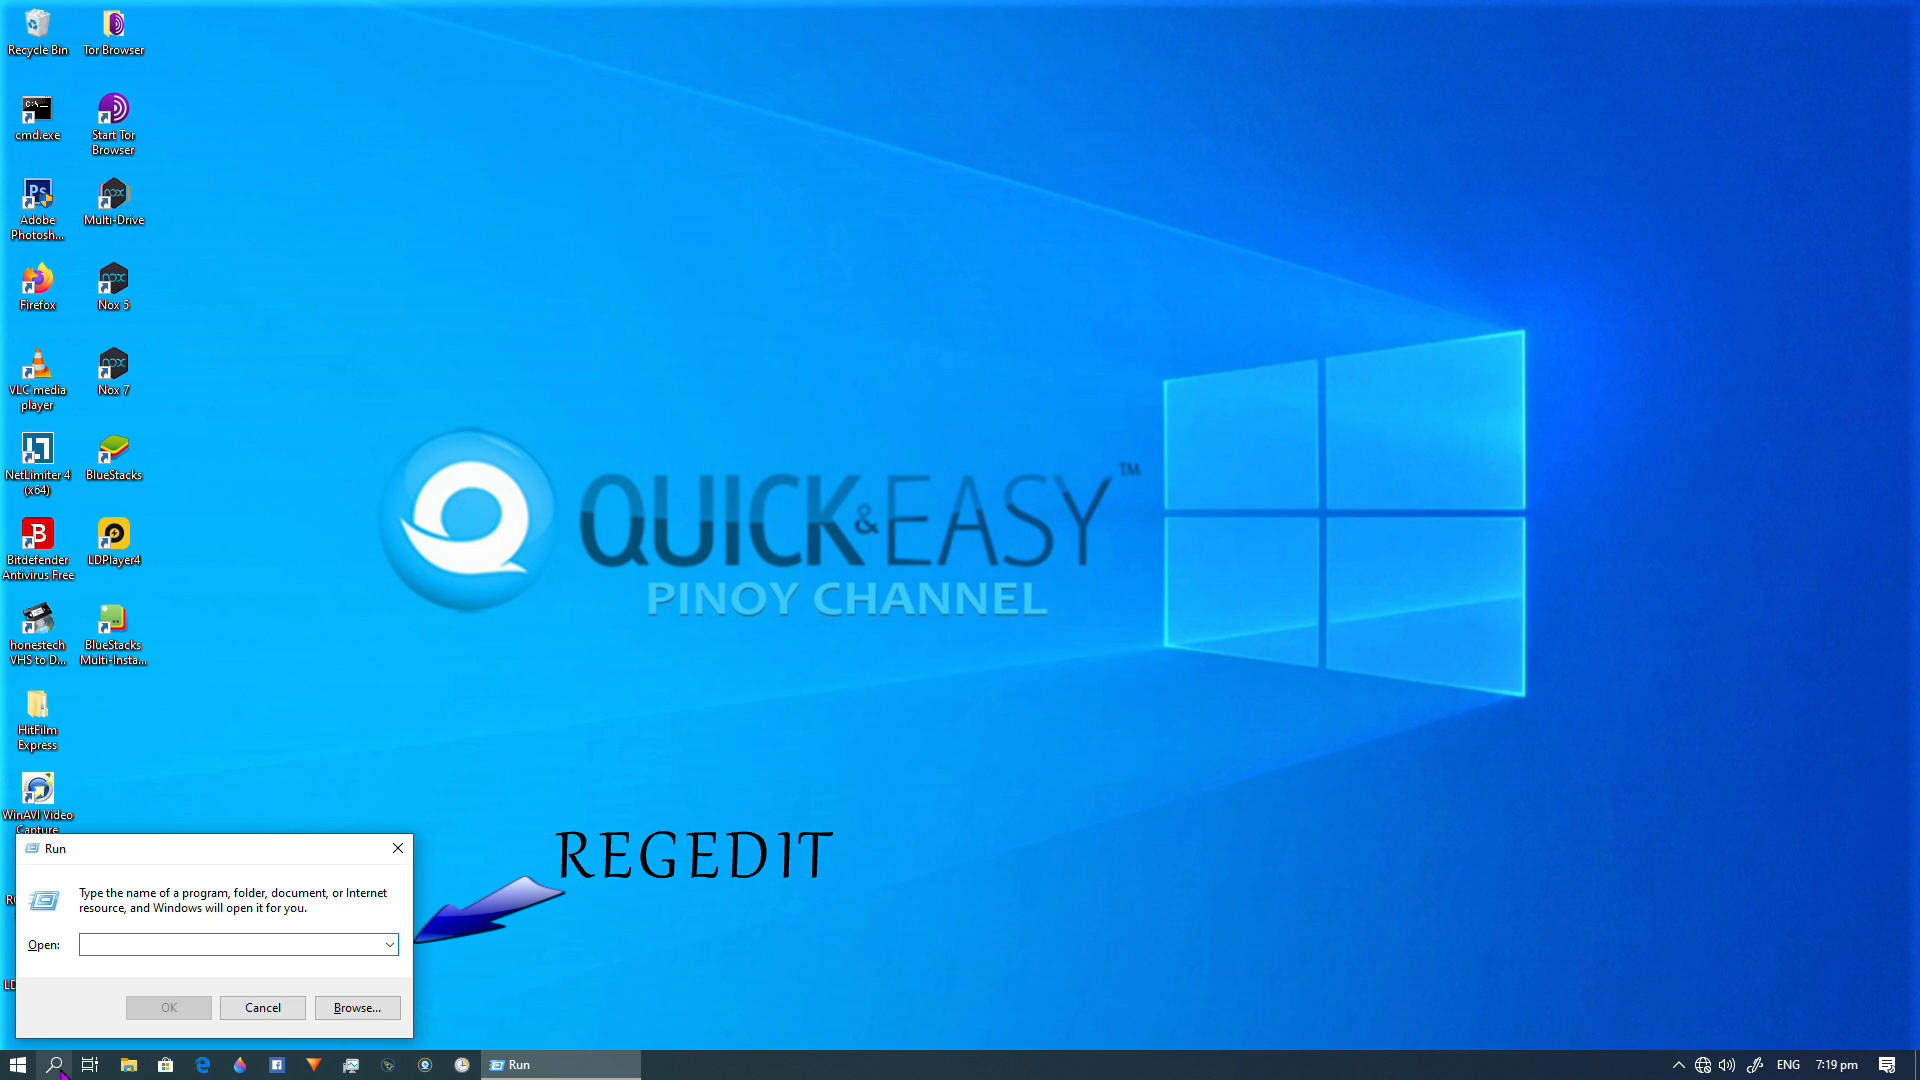 Recycle Bin
Tor Browser
cmd.exe
Start Tor
Browser
Adobe
Photosh...
Multi-Drive
Firefox
Nox 5
VLC media
player
Nox 7
NetLimiter 4
(x64)
BlueStacks
Bitdefender
Antivirus Free
LDPlayer4
honestech
VHS to D...
BlueStacks
Multi-Insta...
HitFilm
Express
WinAVI Video
Capture
QUICK&EASY™
PINOY CHANNEL
REGEDIT
Run
Type the name of a program, folder, document, or Internet
resource, and Windows will open it for you.
Open:
OK
Cancel
Browse...
Run
ENG
7:19 pm